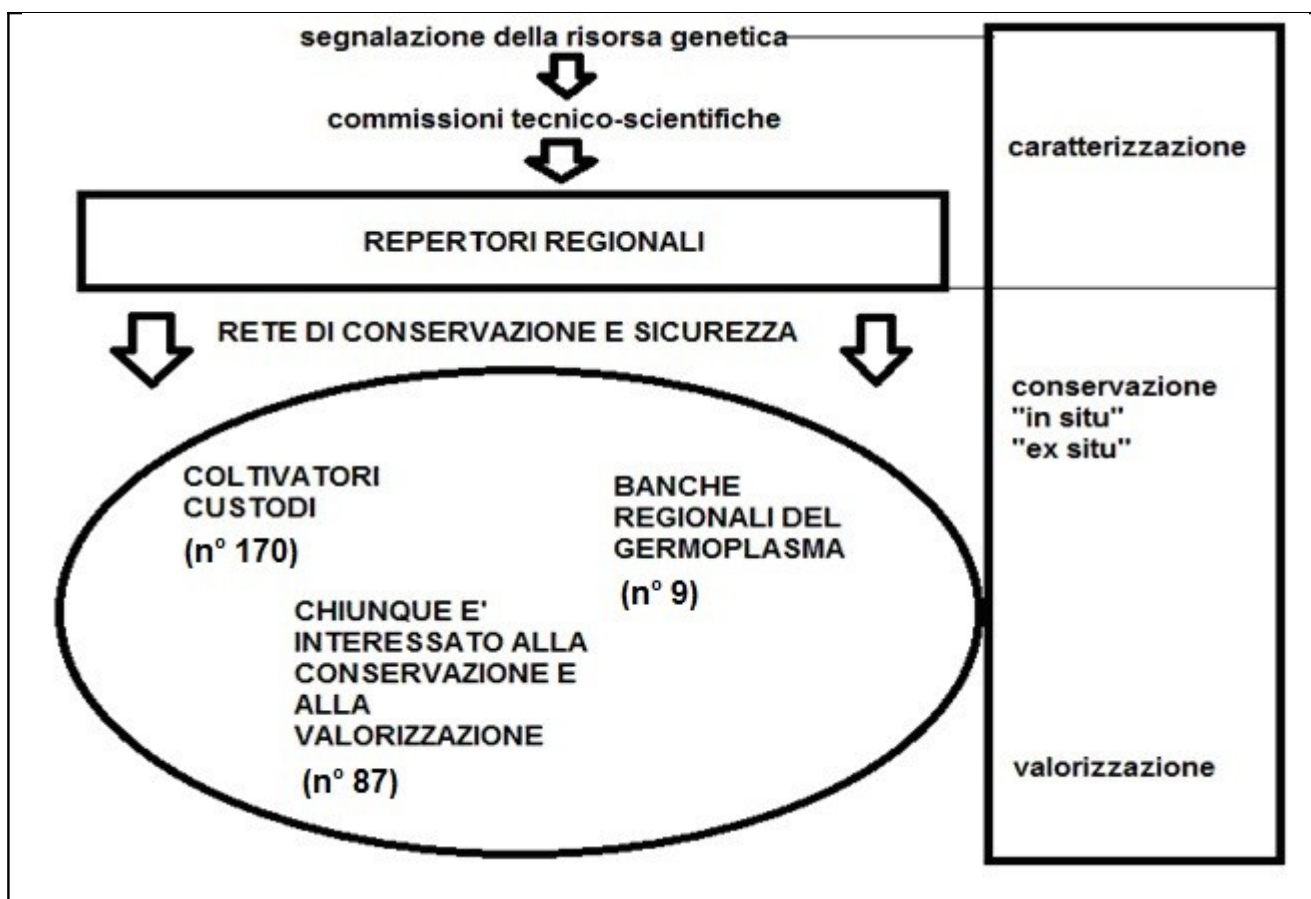 segnalazione della risorsa genetica
commissioni tecnico-scientifiche
caratterizzazione
REPERTORI REGIONALI
RETE DI CONSERVAZIONE E SICUREZZA
conservazione
"in situ"
"ex situ"
COLTIVATORI
CUSTODI
(n° 170)
BANCHE
REGIONALI DEL
GERMOPLASMA
(n° 9)
CHIUNQUE E'
INTERESSATO ALLA
CONSERVAZIONE E
ALLA
VALORIZZAZIONE
(n° 87)
valorizzazione